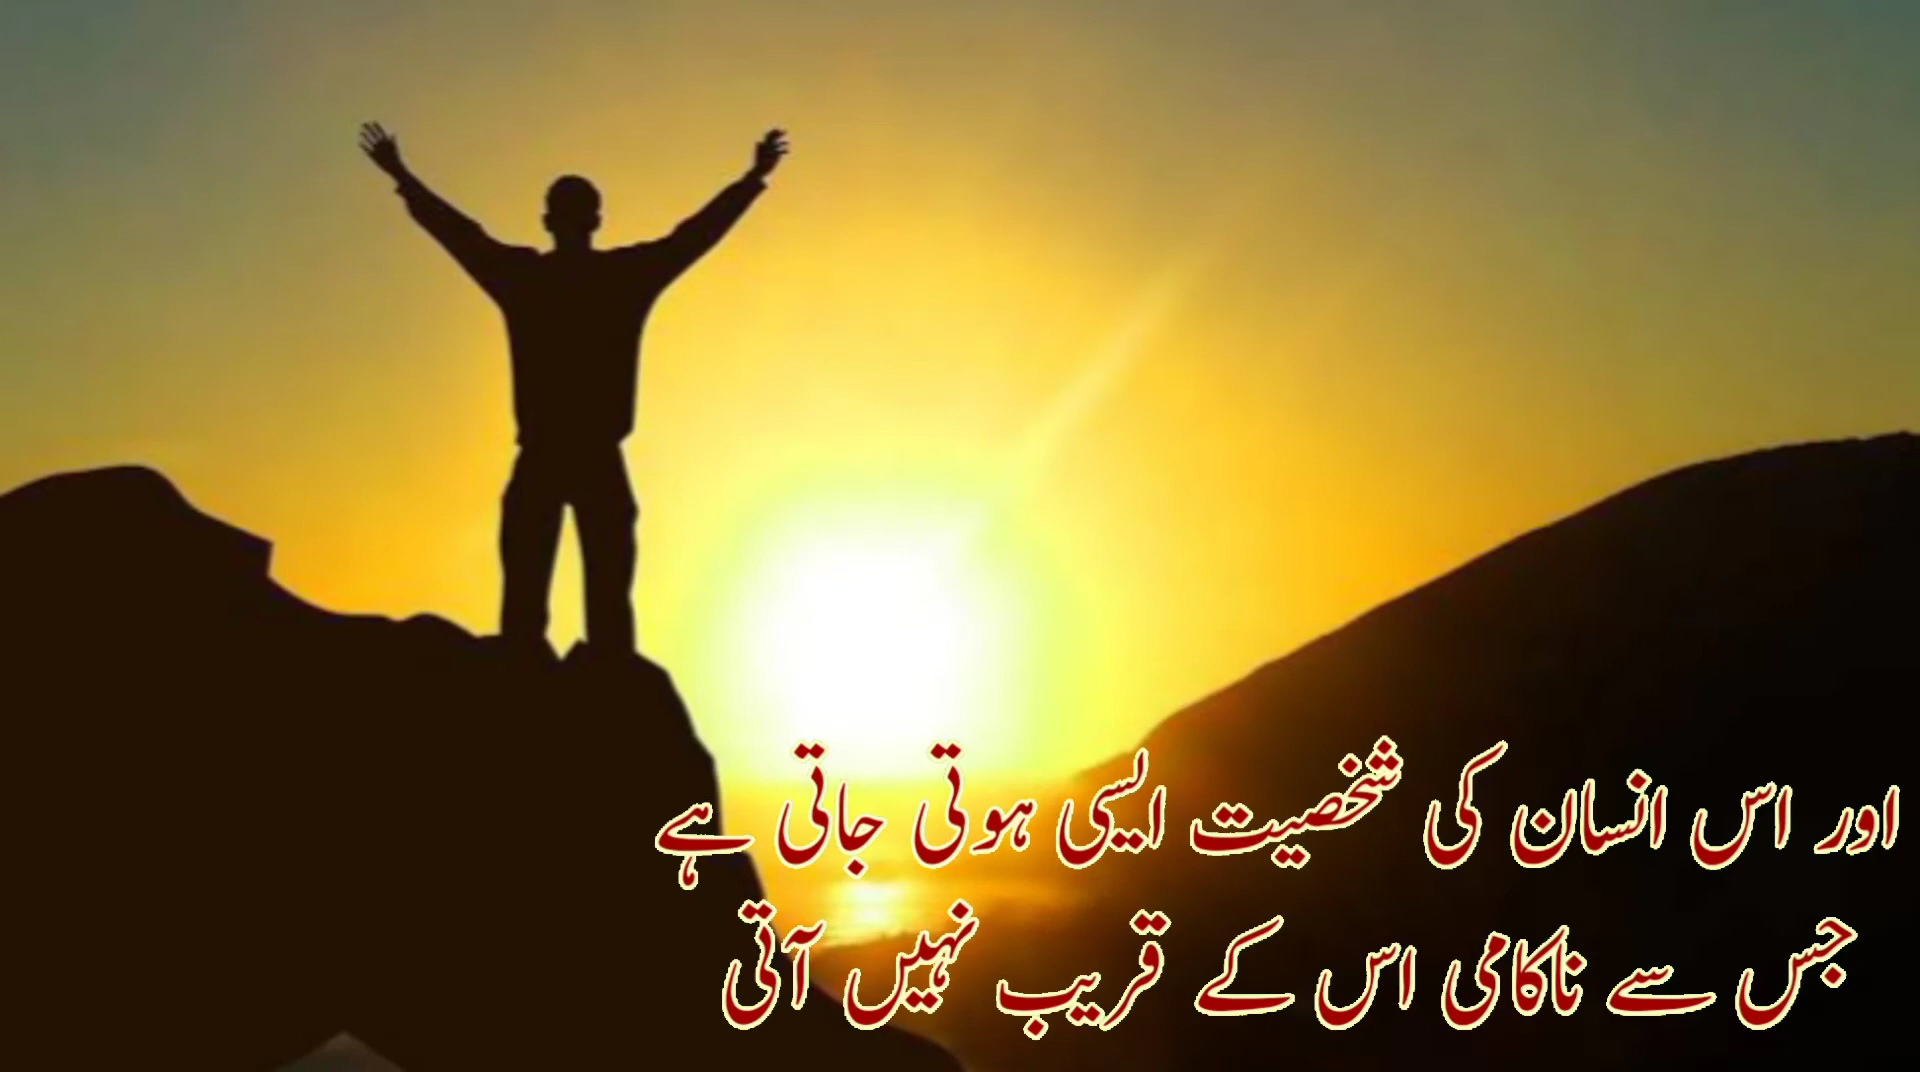 اور اس انسان کی شخصیت ایسی ہوتی جاتی ہے
جس سے ناکامی اس کے قریب نہیں آتی